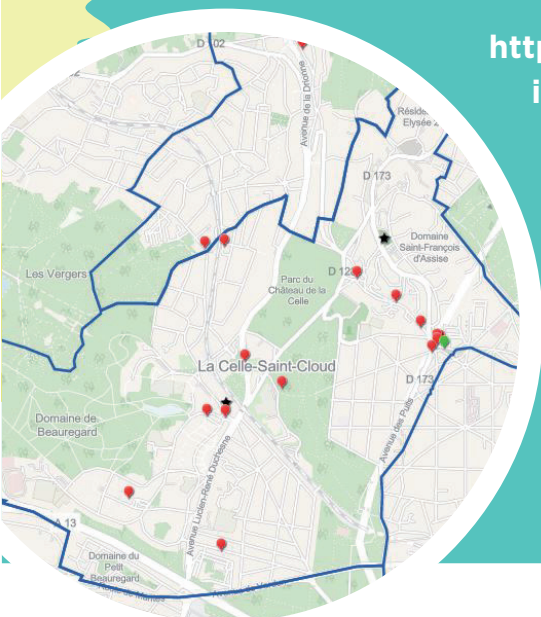 http
i
D 102
Avenue de la Drionne
Résid
Elysée 2
D 173
Domaine
Saint-François
d'Assise
D 128
Les Vergers
Parc du
Château de la
Celle
La Celle-Saint-Cloud
D 173
Domaine de
Beauregard
Avenue des Puits
Avenue Lucien-René Duchesne
A 13
Domaine du
Petit
Beauregard